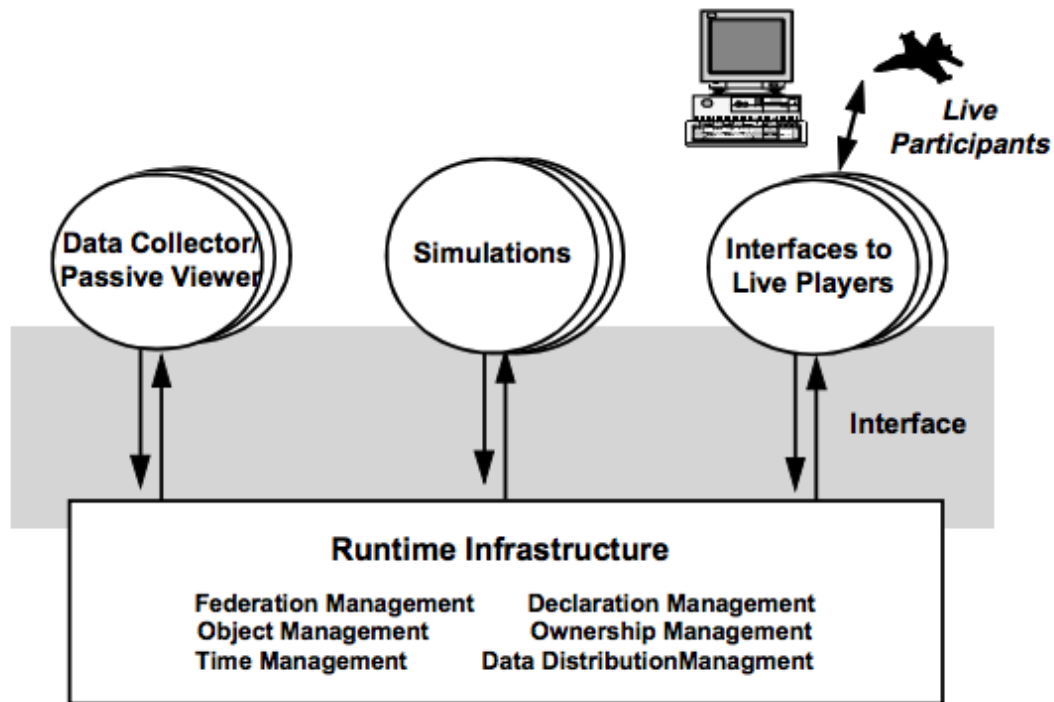 Live
Participants
Data Collector/
Passive Viewer
Simulations
Interfaces to
Live Players
Interface
Runtime Infrastructure
Federation Management Declaration Management
Object Management Ownership Management
Time Management Data DistributionManagment